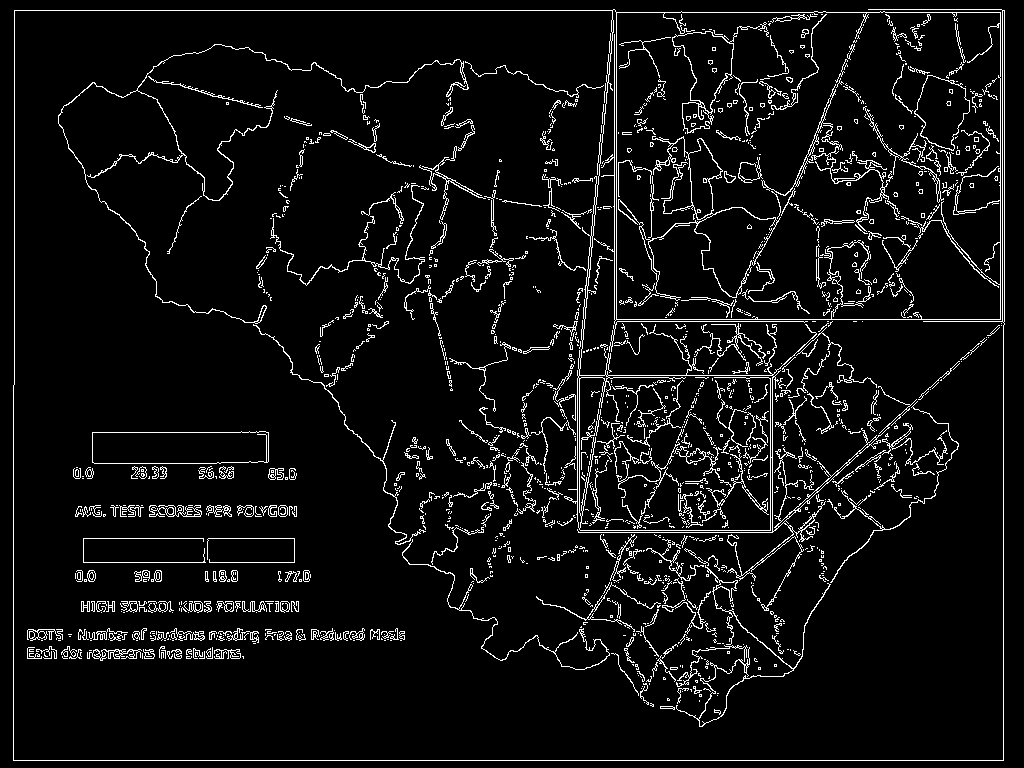 0.0 28.33 56.66 85.0
AVG. TEST SCORES PER POLYGON
0.0 59.0 118.0 177.0
HIGH SCHOOL KIDS POPULATION
DOTS - Number of students needing Free & Reduced Meals
Each dot represents five students.